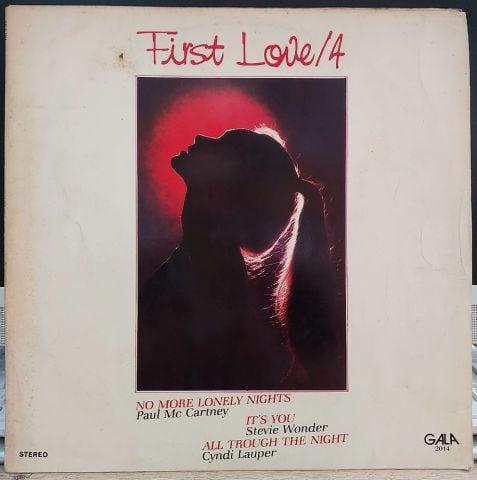 First Love/4
NO MORE LONELY NIGHTS
Paul Mc Cartney
IT'S YOU
Stevie Wonder
ALL TROUGH THE NIGHT
Cyndi Lauper
STEREO
GALA
2014